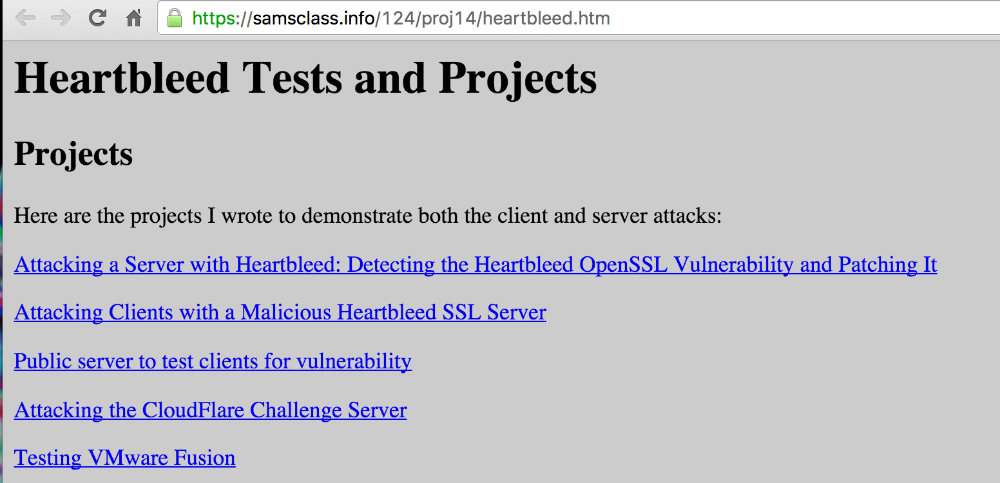 https://samsclass.info/124/proj14/heartbleed.htm
Heartbleed Tests and Projects
Projects
Here are the projects I wrote to demonstrate both the client and server attacks:
Attacking a Server with Heartbleed: Detecting the Heartbleed OpenSSL Vulnerability and Patching It
Attacking Clients with a Malicious Heartbleed SSL Server
Public server to test clients for vulnerability
Attacking the CloudFlare Challenge Server
Testing VMware Fusion